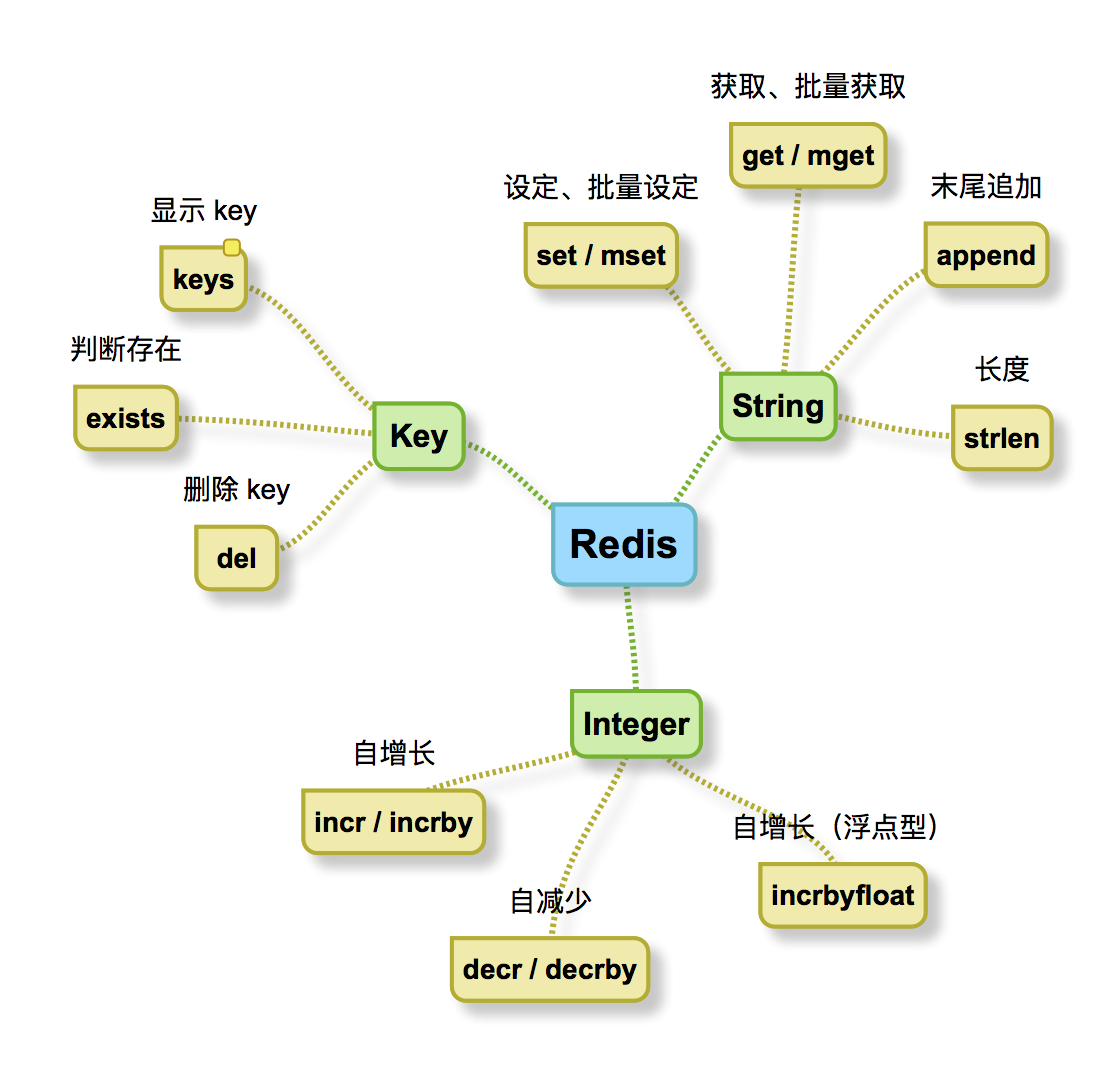 获取、批量获取
get / mget
设定、批量设定
set / mset
末尾追加
append
长度
strlen
String
显示 key
keys
判断存在
exists
删除 key
del
Key
Redis
Integer
自增长
incr / incrby
自减少
decr / decrby
自增长（浮点型）
incrbyfloat